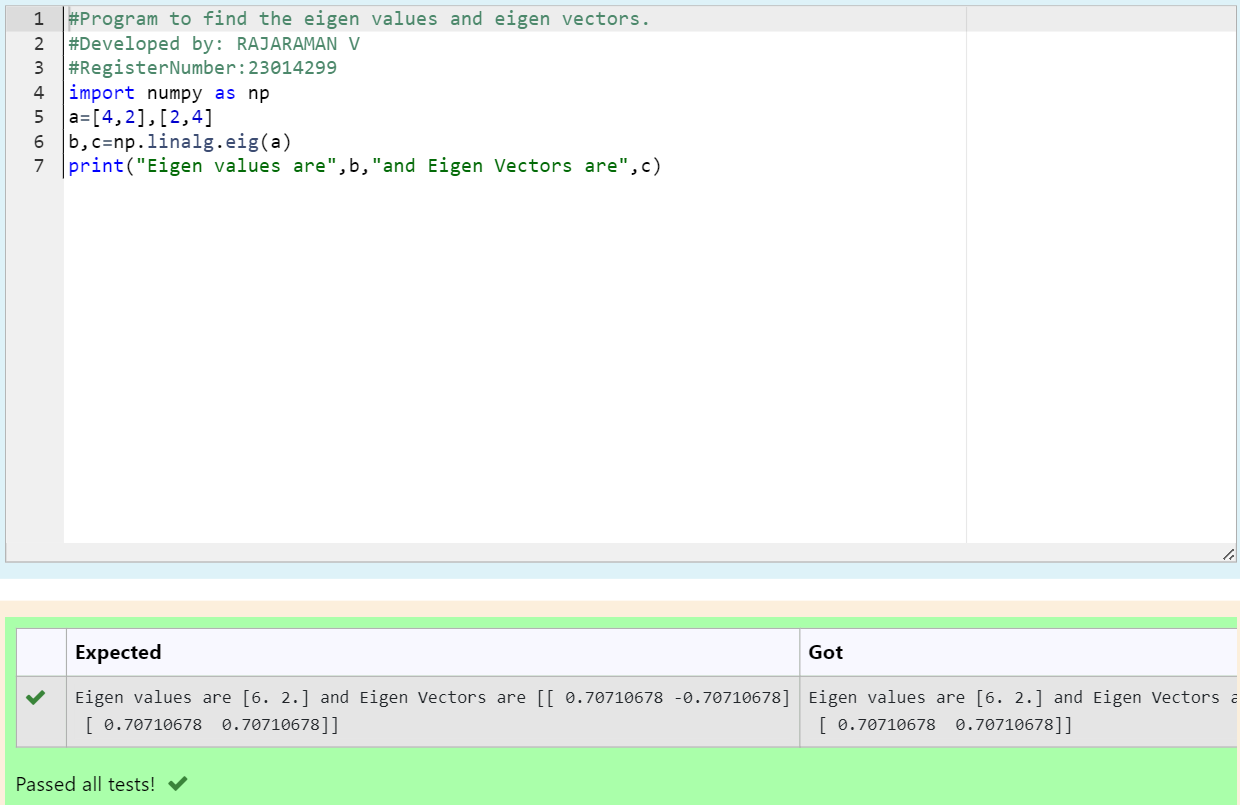 1 #Program to find the eigen values and eigen vectors.
2 #Developed by: RAJARAMAN V
3 #RegisterNumber:23014299
4 import numpy as np
5 a=[4,2],[2,4]
6 b,c=np.linalg.eig(a)
7 print("Eigen values are",b,"and Eigen Vectors are",c)
Expected Got
Eigen values are [6. 2.] and Eigen Vectors are [[ 0.70710678 -0.70710678] Eigen values are [6. 2.] and Eigen Vectors
[ 0.70710678  0.70710678]] [ 0.70710678  0.70710678]]
Passed all tests!